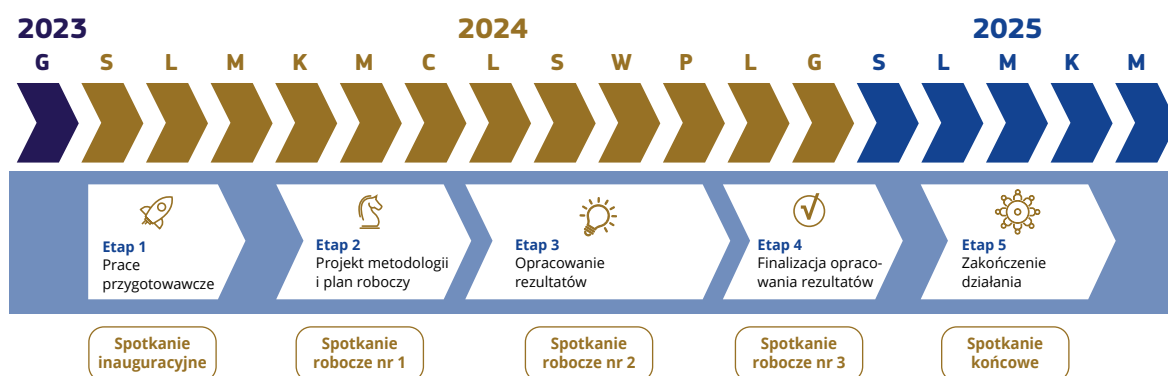 2023 2024 2025
G S L M K M C L S W P L G S L M K M
Etap 1
Prace
przygotowawcze
Etap 2
Projekt metodologii
i plan roboczy
Etap 3
Opracowanie
rezultatów
Etap 4
Finalizacja opraco-
wania rezultatów
Etap 5
Zakończenie
działania
Spotkanie
inauguracyjne
Spotkanie
robocze nr 1
Spotkanie
robocze nr 2
Spotkanie
robocze nr 3
Spotkanie
końcowe